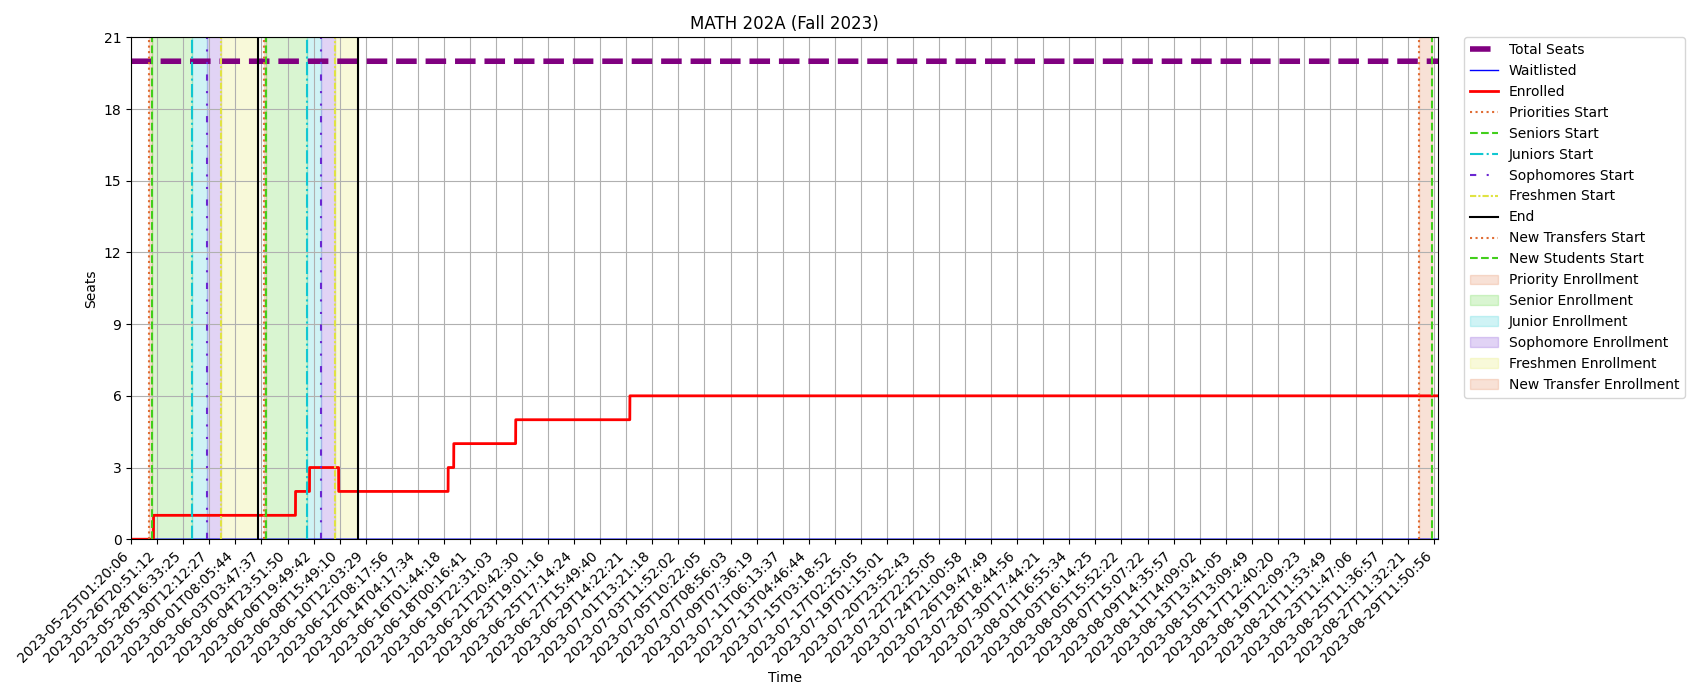 MATH 202A (Fall 2023)
Seats
21
18
15
12
9
6
3
0
2023-05-25T01:20:06
2023-05-26T20:51:12
2023-05-28T16:33:25
2023-05-30T12:12:27
2023-06-01T08:05:44
2023-06-03T03:47:37
2023-06-04T23:51:50
2023-06-06T19:49:42
2023-06-08T15:49:10
2023-06-10T12:03:29
2023-06-12T08:17:56
2023-06-14T04:17:34
2023-06-16T01:44:18
2023-06-18T00:16:41
2023-06-19T22:31:03
2023-06-21T20:42:30
2023-06-23T19:01:16
2023-06-25T17:14:24
2023-06-27T15:49:40
2023-06-29T14:22:21
2023-07-01T13:21:18
2023-07-03T11:52:02
2023-07-05T10:22:05
2023-07-07T08:56:03
2023-07-09T07:36:19
2023-07-11T06:13:37
2023-07-13T04:46:44
2023-07-15T03:18:52
2023-07-17T02:25:05
2023-07-19T01:15:01
2023-07-20T23:52:43
2023-07-22T22:25:05
2023-07-24T21:00:58
2023-07-26T19:47:49
2023-07-28T18:44:56
2023-07-30T17:44:21
2023-08-01T16:55:34
2023-08-03T16:14:25
2023-08-05T15:52:22
2023-08-07T15:07:22
2023-08-09T14:35:57
2023-08-11T14:09:02
2023-08-13T13:41:05
2023-08-15T13:09:49
2023-08-17T12:40:20
2023-08-19T12:09:23
2023-08-21T11:53:49
2023-08-23T11:47:06
2023-08-25T11:36:57
2023-08-27T11:32:21
2023-08-29T11:50:56
Time
Total Seats
Waitlisted
Enrolled
Priorities Start
Seniors Start
Juniors Start
Sophomores Start
Freshmen Start
End
New Transfers Start
New Students Start
Priority Enrollment
Senior Enrollment
Junior Enrollment
Sophomore Enrollment
Freshmen Enrollment
New Transfer Enrollment